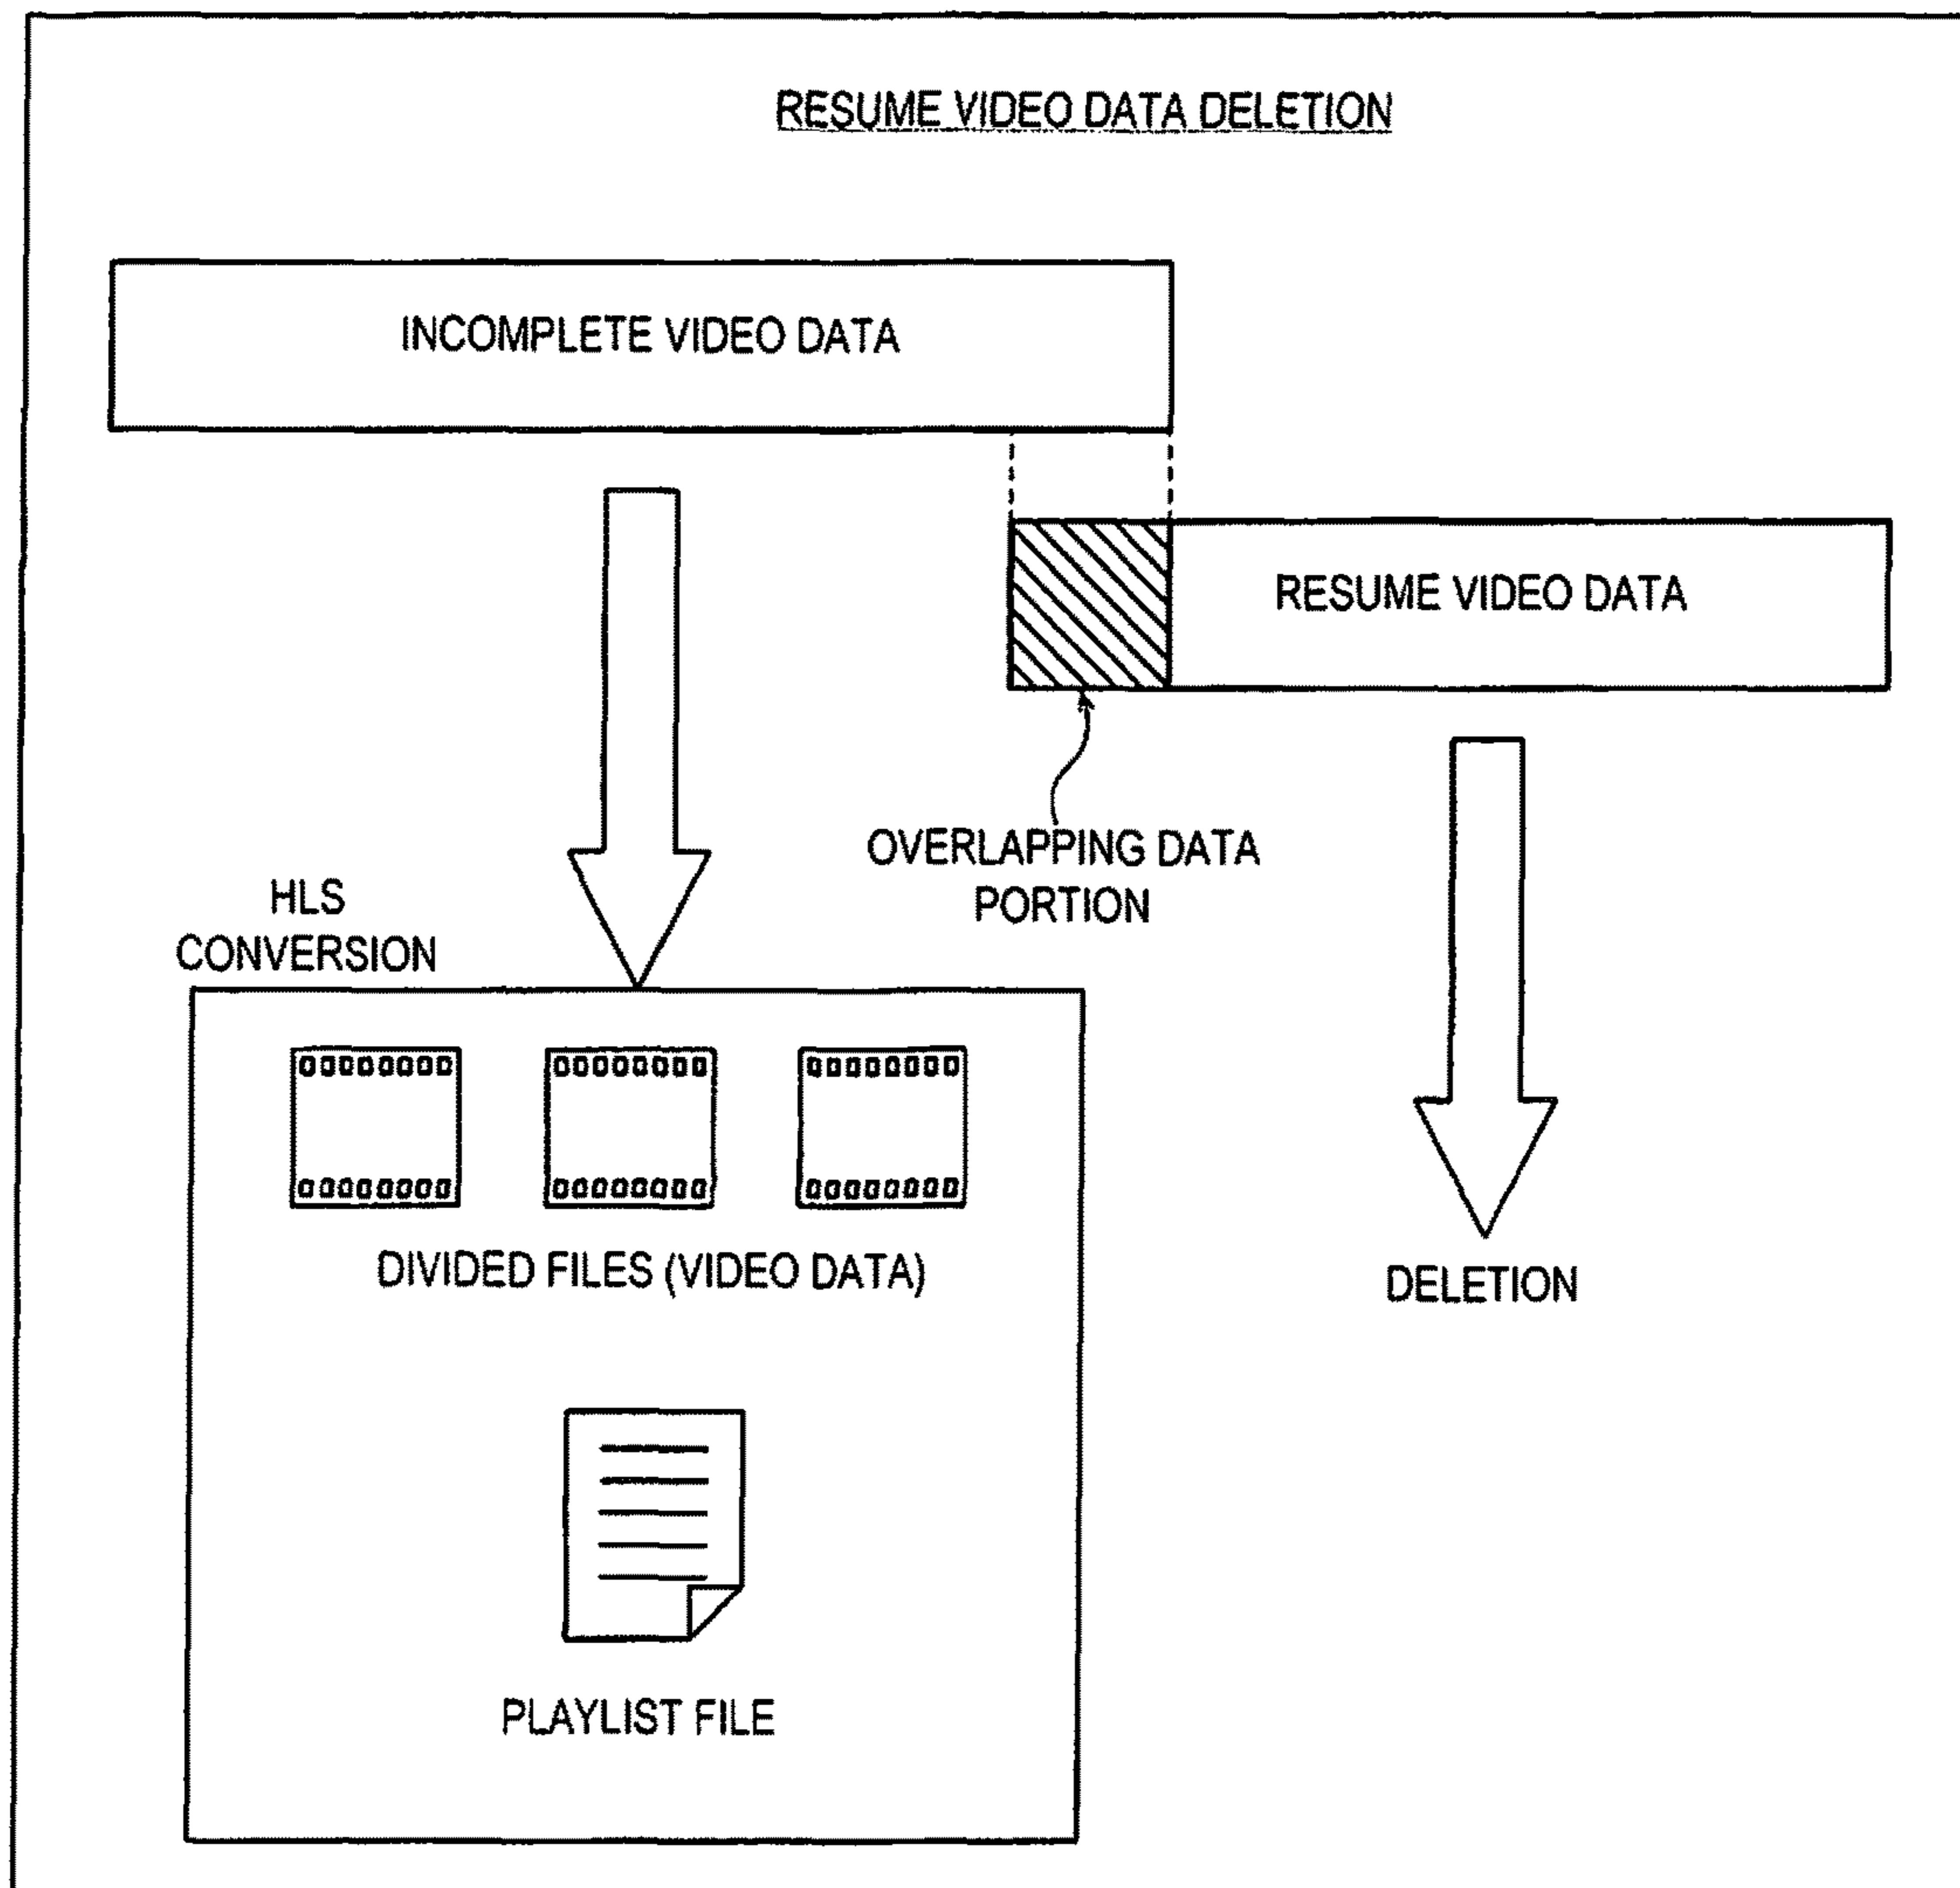 RESUME VIDEO DATA DELETION
INCOMPLETE VIDEO DATA
RESUME VIDEO DATA
OVERLAPPING DATA
PORTION
HLS
CONVERSION
DIVIDED FILES (VIDEO DATA)
DELETION
PLAYLIST FILE